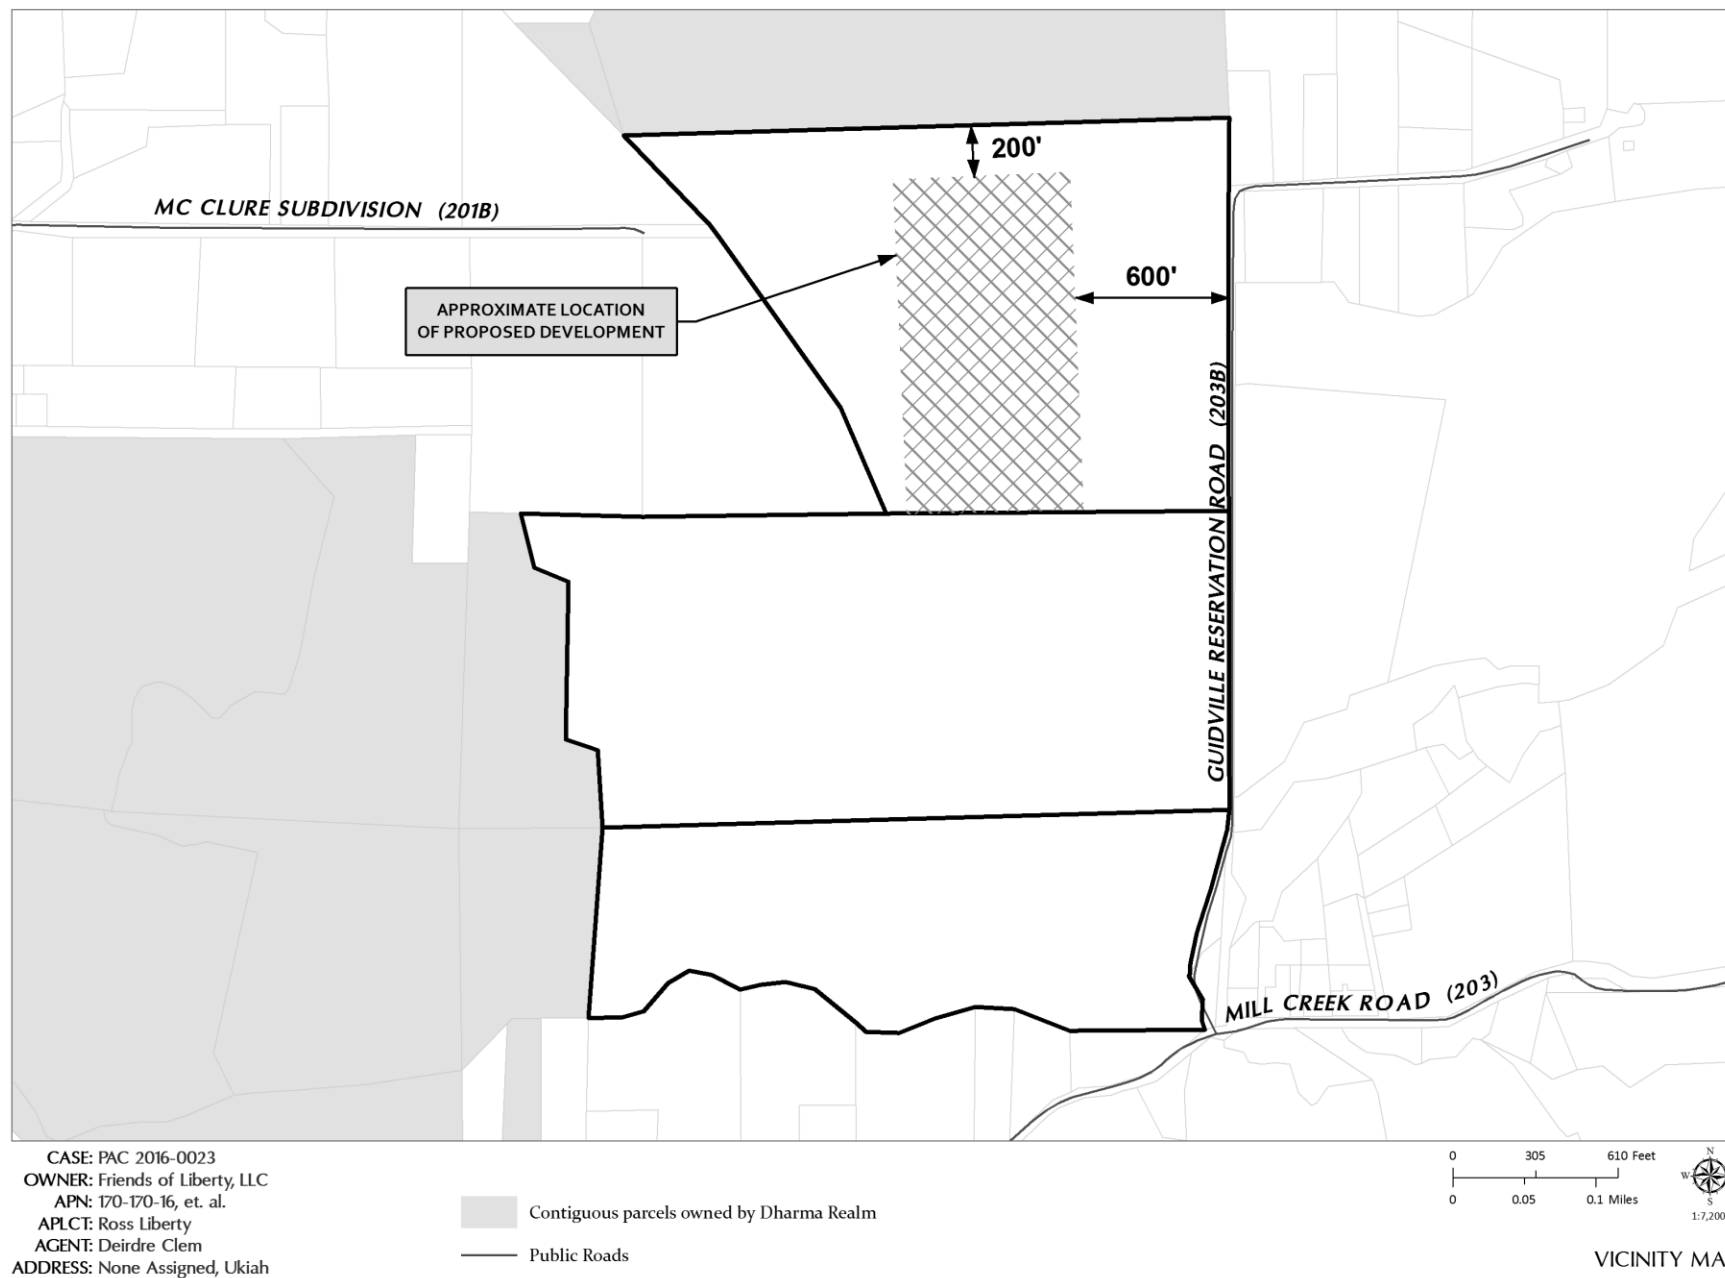 200'
MC CLURE SUBDIVISION (201B)
600'
APPROXIMATE LOCATION
OF PROPOSED DEVELOPMENT
GUIDVILLE RESERVATION ROAD (203B)
MILL CREEK ROAD (203)
CASE: PAC 2016-0023
OWNER: Friends of Liberty, LLC
APN: 170-170-16, et. al.
APLCT: Ross Liberty
AGENT: Deirdre Clem
ADDRESS: None Assigned, Ukiah
Contiguous parcels owned by Dharma Realm
Public Roads
0 305 610 Feet
0 0.05 0.1 Miles
N
W
S
1:7,200
VICINITY MA